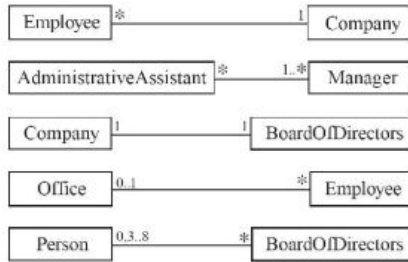 Employee * 1 Company
AdministrativeAssistant * 1..* Manager
Company 1 1 BoardOfDirectors
Office 0..1 * Employee
Person 0,3..8 * BoardOfDirectors